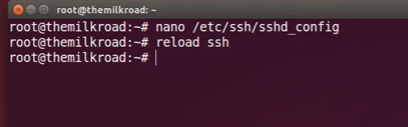 root@themilkroad: ~
root@themilkroad:~# nano /etc/ssh/sshd_config
root@themilkroad:~# reload ssh
root@themilkroad:~#